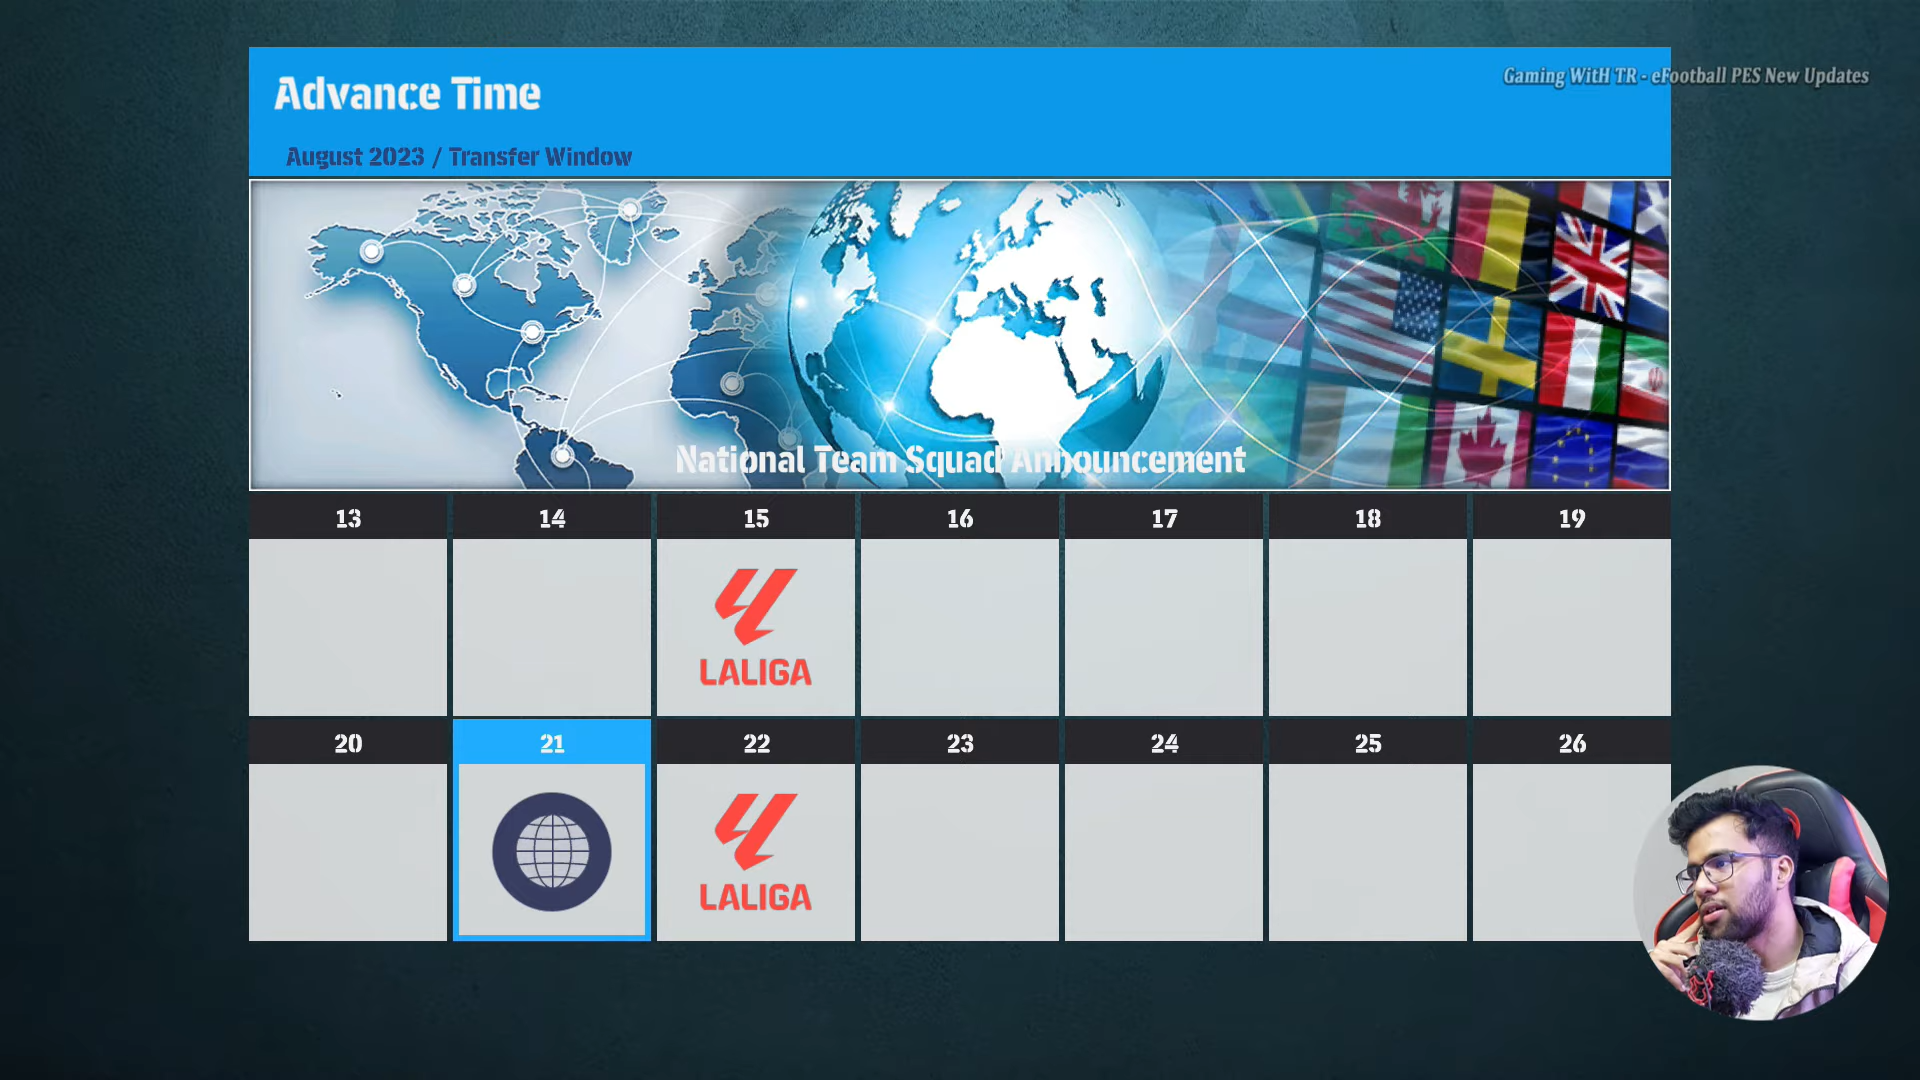 Advance Time
Gaming WitH TR - eFootball PES New Updates
August 2023 / Transfer Window
National Team Squad Announcement
13 14 15 16 17 18 19
LALIGA
20 21 22 23 24 25 26
LALIGA